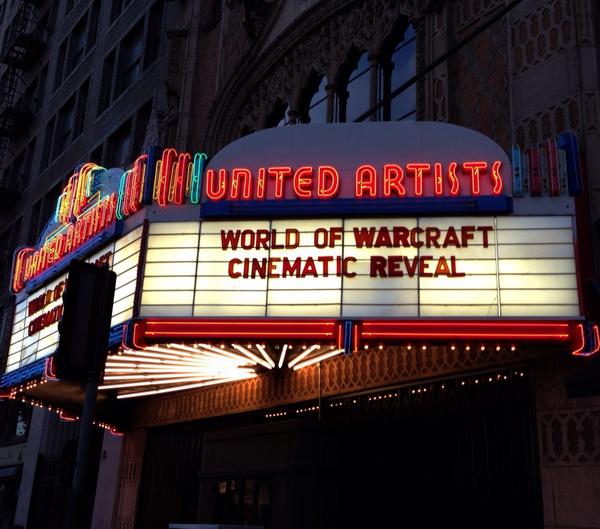 UNITED ARTISTS
WORLD OF WARCRAFT
CINEMATIC REVEAL
UNITED ARTISTS